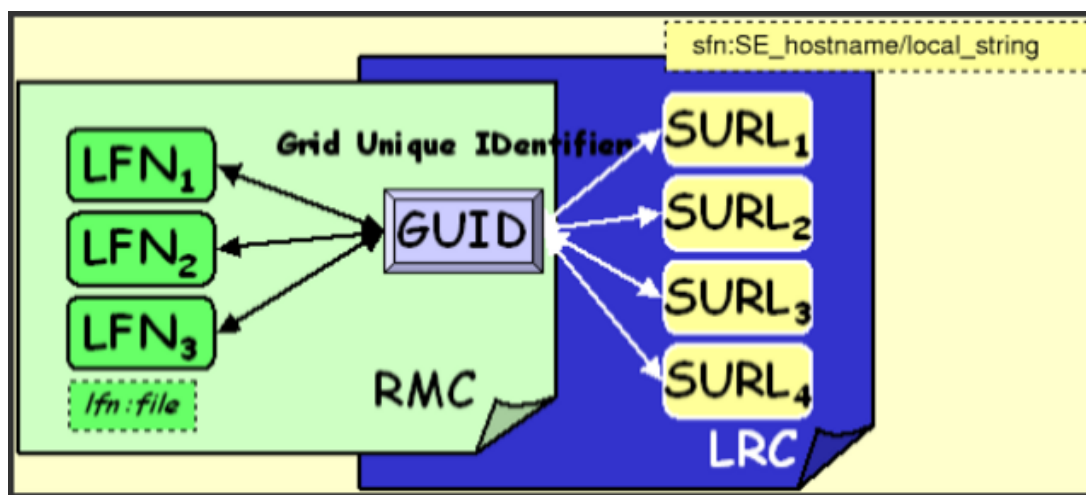 sfn:SE_hostname/local_string
Grid Unique IDentifier
LFN₁
LFN₂
LFN₃
lfn:file
GUID
RMC
SURL₁
SURL₂
SURL₃
SURL₄
LRC